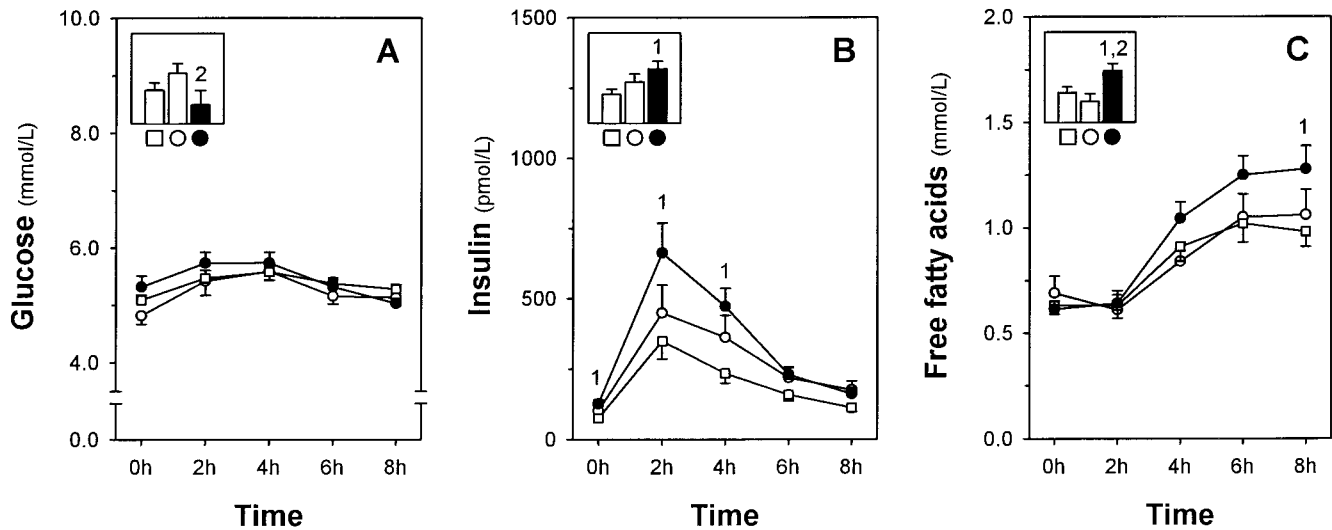 A
10.0
8.0
6.0
4.0
0.0
Glucose (mmol/L)
2
0h 2h 4h 6h 8h
Time
B
1500
1000
500
0
Insulin (pmol/L)
1
1
1
1
0h 2h 4h 6h 8h
Time
C
2.0
1.5
1.0
0.5
0.0
Free fatty acids (mmol/L)
1,2
1
0h 2h 4h 6h 8h
Time